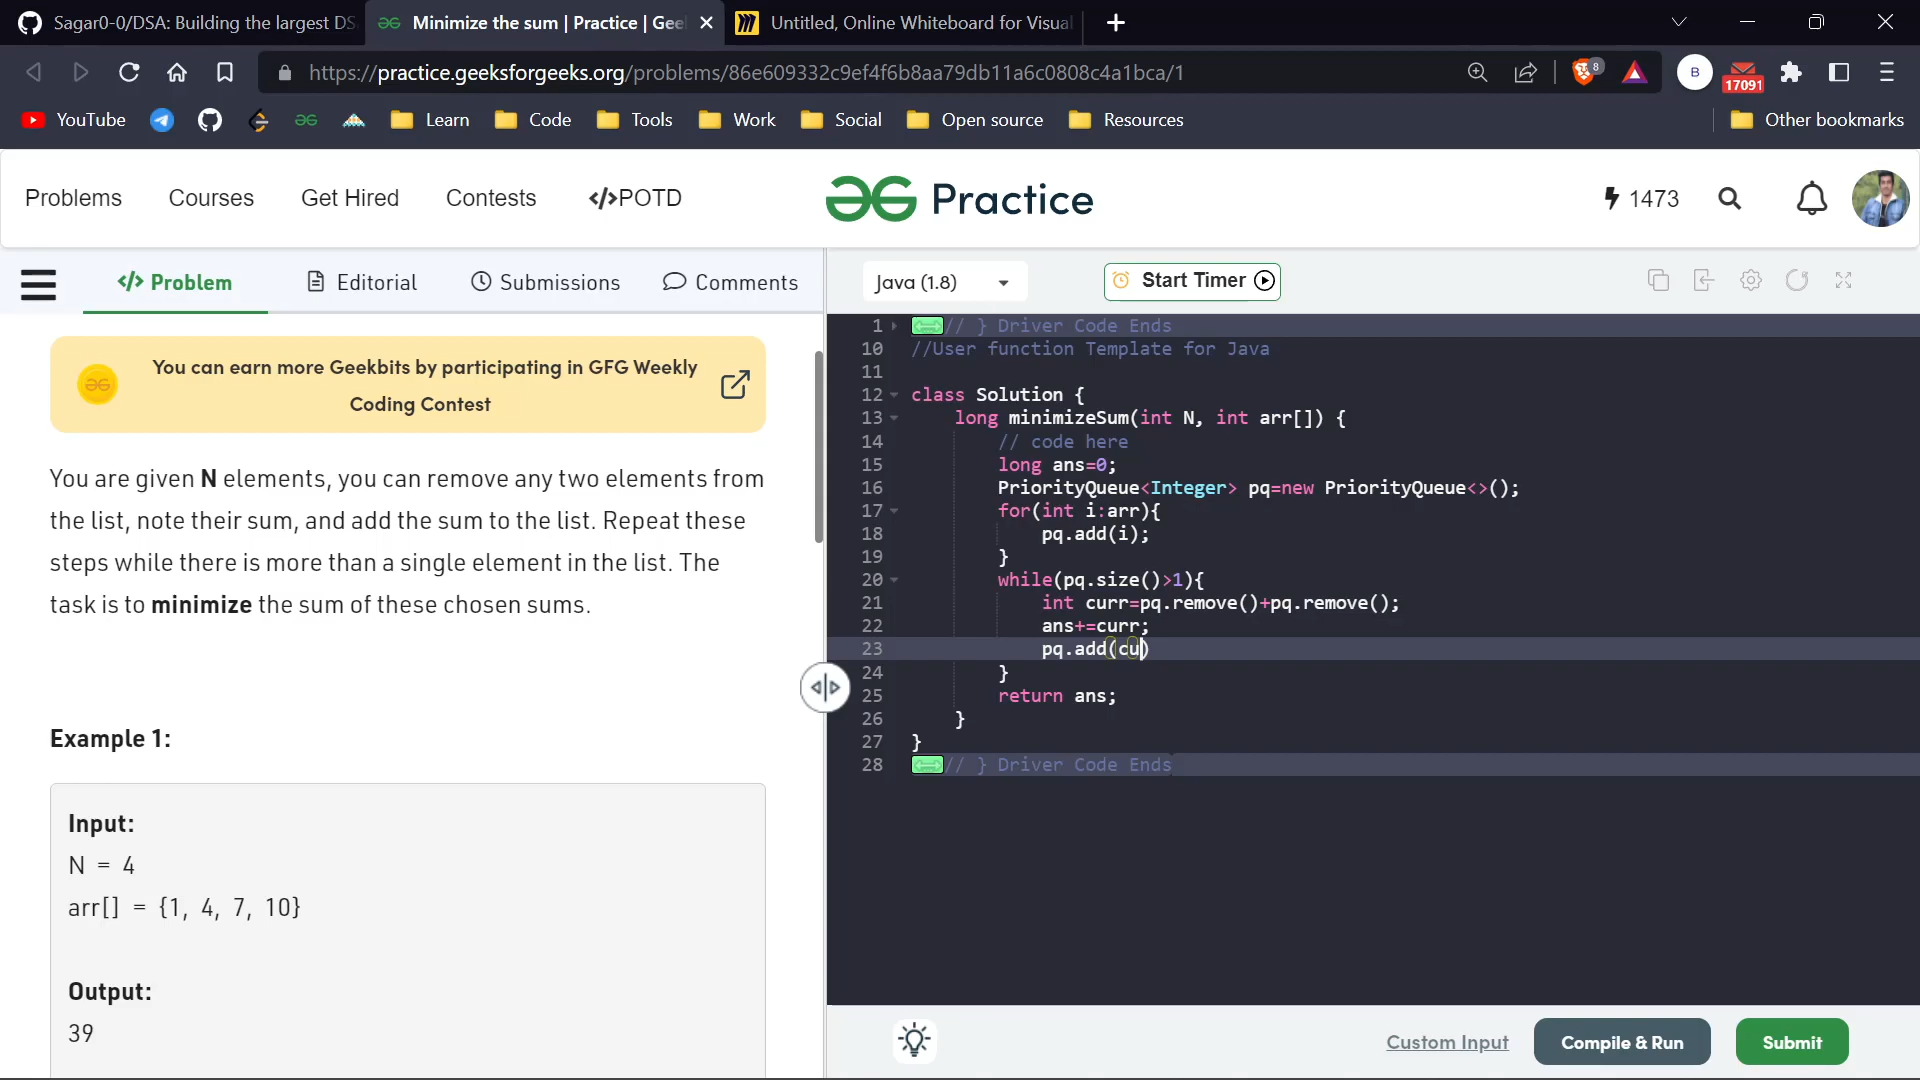 Sagar0-0/DSA: Building the largest DS
Minimize the sum | Practice | Gee
Untitled, Online Whiteboard for Visual
https://practice.geeksforgeeks.org/problems/86e609332c9ef4f6b8aa79db11a6c0808c4a1bca/1
8
B
17091
YouTube
Learn
Code
Tools
Work
Social
Open source
Resources
Other bookmarks
Problems
Courses
Get Hired
Contests
</>POTD
Practice
1473
</> Problem
Editorial
Submissions
Comments
Java (1.8)
Start Timer
You can earn more Geekbits by participating in GFG Weekly
Coding Contest
You are given N elements, you can remove any two elements from
the list, note their sum, and add the sum to the list. Repeat these
steps while there is more than a single element in the list. The
task is to minimize the sum of these chosen sums.
Example 1:
Input:
N = 4
arr[] = {1, 4, 7, 10}
Output:
39
1 // } Driver Code Ends
10 //User function Template for Java
11
12 class Solution {
13 long minimizeSum(int N, int arr[]) {
14 // code here
15 long ans=0;
16 PriorityQueue<Integer> pq=new PriorityQueue<>();
17 for(int i:arr){
18 pq.add(i);
19 }
20 while(pq.size()>1){
21 int curr=pq.remove()+pq.remove();
22 ans+=curr;
23 pq.add(cu)
24 }
25 return ans;
26 }
27 }
28 // } Driver Code Ends
Custom Input
Compile & Run
Submit